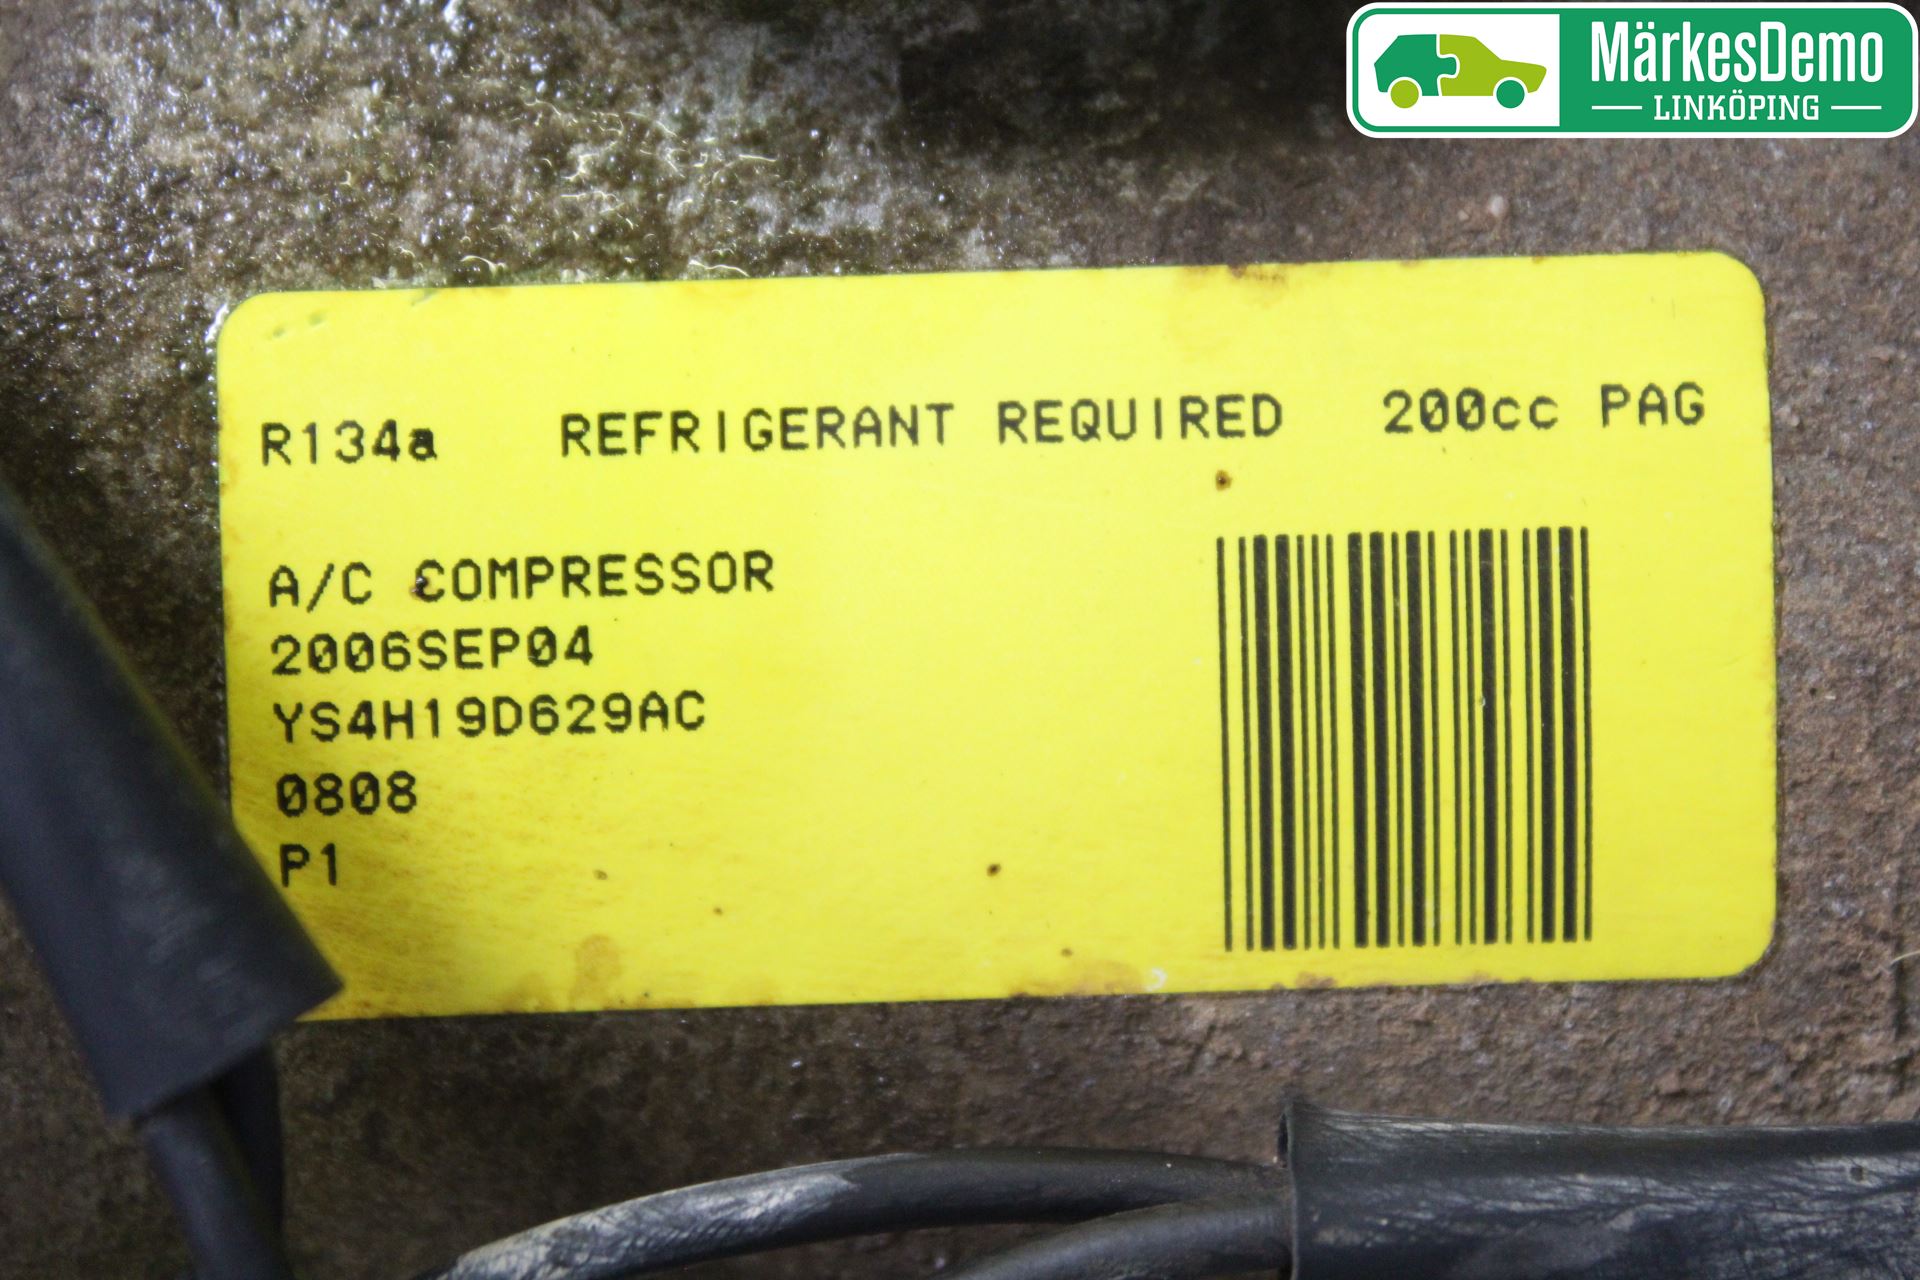 MärkesDemo
LINKÖPING
R134a REFRIGERANT REQUIRED 200cc PAG
A/C COMPRESSOR
2006SEP04
YS4H19D629AC
0808
P1